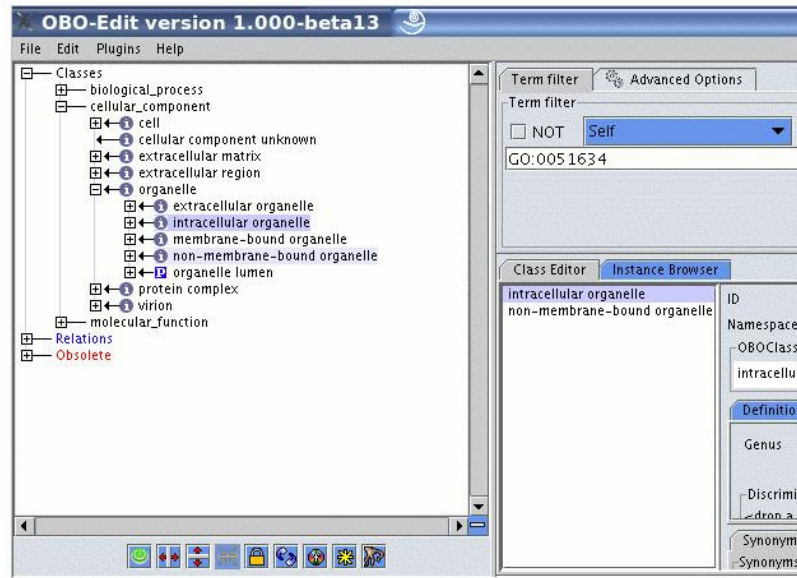 OBO-Edit version 1.000-beta13
File Edit Plugins Help
Classes
biological_process
cellular_component
cell
cellular component unknown
extracellular matrix
extracellular region
organelle
extracellular organelle
intracellular organelle
membrane-bound organelle
non-membrane-bound organelle
P organelle lumen
protein complex
virion
molecular_function
Relations
Obsolete
Term filter Advanced Options
Term filter
NOT Self
GO:0051634
Class Editor Instance Browser
intracellular organelle
non-membrane-bound organelle
ID
Namespace
OBOClass
intracellu
Definitio
Genus
Discrimi
<drop a
Synonym
Synonyms